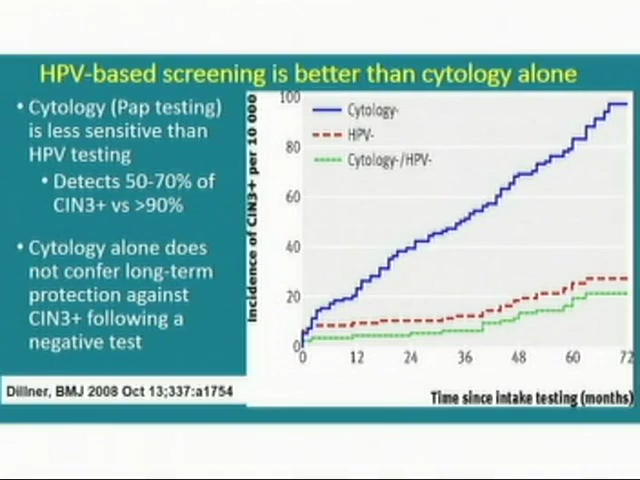 HPV-based screening is better than cytology alone
• Cytology (Pap testing)
is less sensitive than
HPV testing
• Detects 50-70% of
CIN3+ vs >90%
• Cytology alone does
not confer long-term
protection against
CIN3+ following a
negative test
Dillner, BMJ 2008 Oct 13;337:a1754
Incidence of CIN3+ per 10 000
100
80
60
40
20
0
Cytology-
HPV-
Cytology-/HPV-
0 12 24 36 48 60 72
Time since intake testing (months)